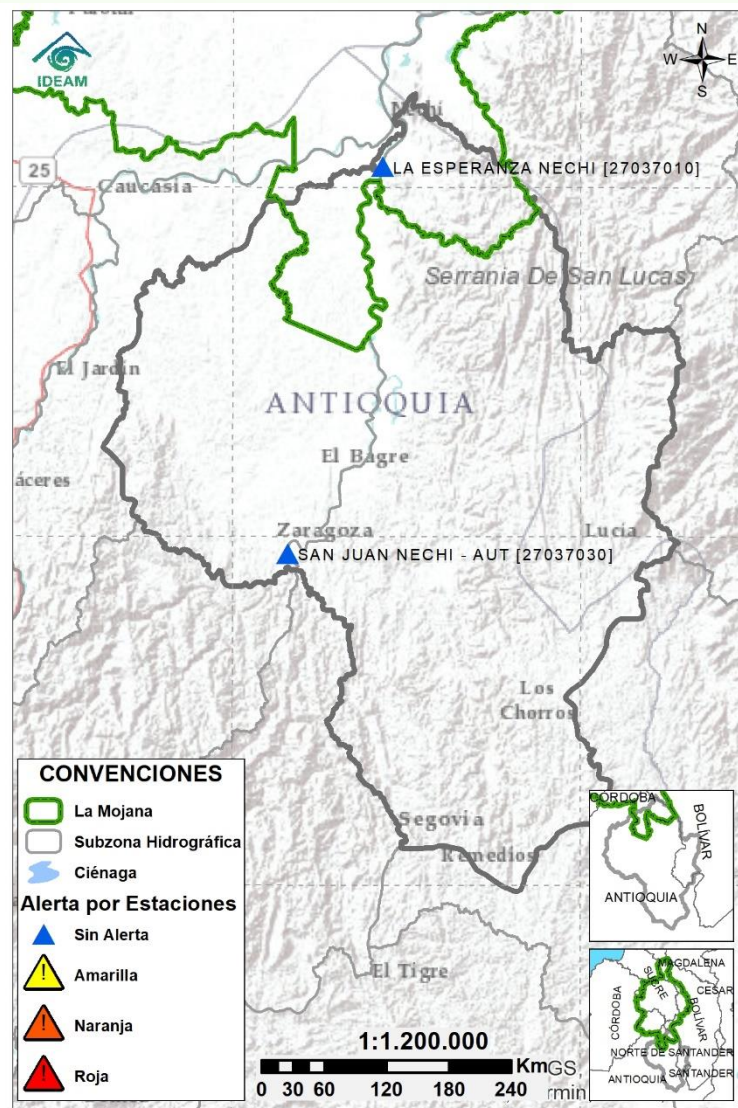 IDEAM
N
W E
S
Nechí
LA ESPERANZA NECHI [27037010]
25
Caucasia
Serrania De San Lucas
El Jardin
ANTIOQUIA
El Bagre
áceres
Zaragoza
Lucia
SAN JUAN NECHI - AUT [27037030]
Los
Chorros
Segovia
Remedios
El Tigre
CONVENCIONES
La Mojana
Subzona Hidrográfica
Ciénaga
Alerta por Estaciones
Sin Alerta
! Amarilla
! Naranja
! Roja
1:1.200.000
Km
0 30 60 120 180 240
GS,
rmin
CÓRDOBA
BOLÍVAR
ANTIOQUIA
MAGDALENA
CESAR
SUCRE
CÓRDOBA
BOLÍVAR
NORTE DE SANTANDER
SANTANDER
ANTIOQUIA